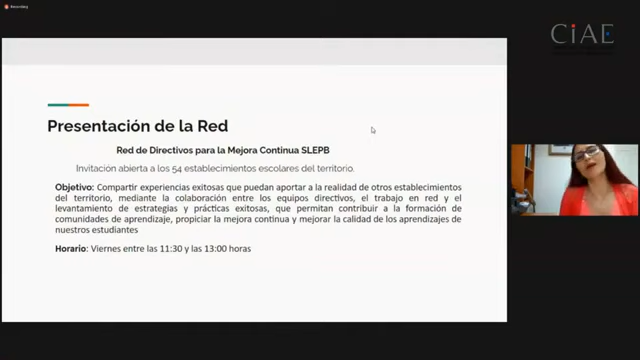 Recording
CiAE
Presentación de la Red
Red de Directivos para la Mejora Continua SLEPB
Invitación abierta a los 54 establecimientos escolares del territorio.
Objetivo: Compartir experiencias exitosas que puedan aportar a la realidad de otros establecimientos
del territorio, mediante la colaboración entre los equipos directivos, el trabajo en red y el
levantamiento de estrategias y prácticas exitosas, que permitan contribuir a la formación de
comunidades de aprendizaje, propiciar la mejora continua y mejorar la calidad de los aprendizajes de
nuestros estudiantes
Horario: Viernes entre las 11:30 y las 13:00 horas